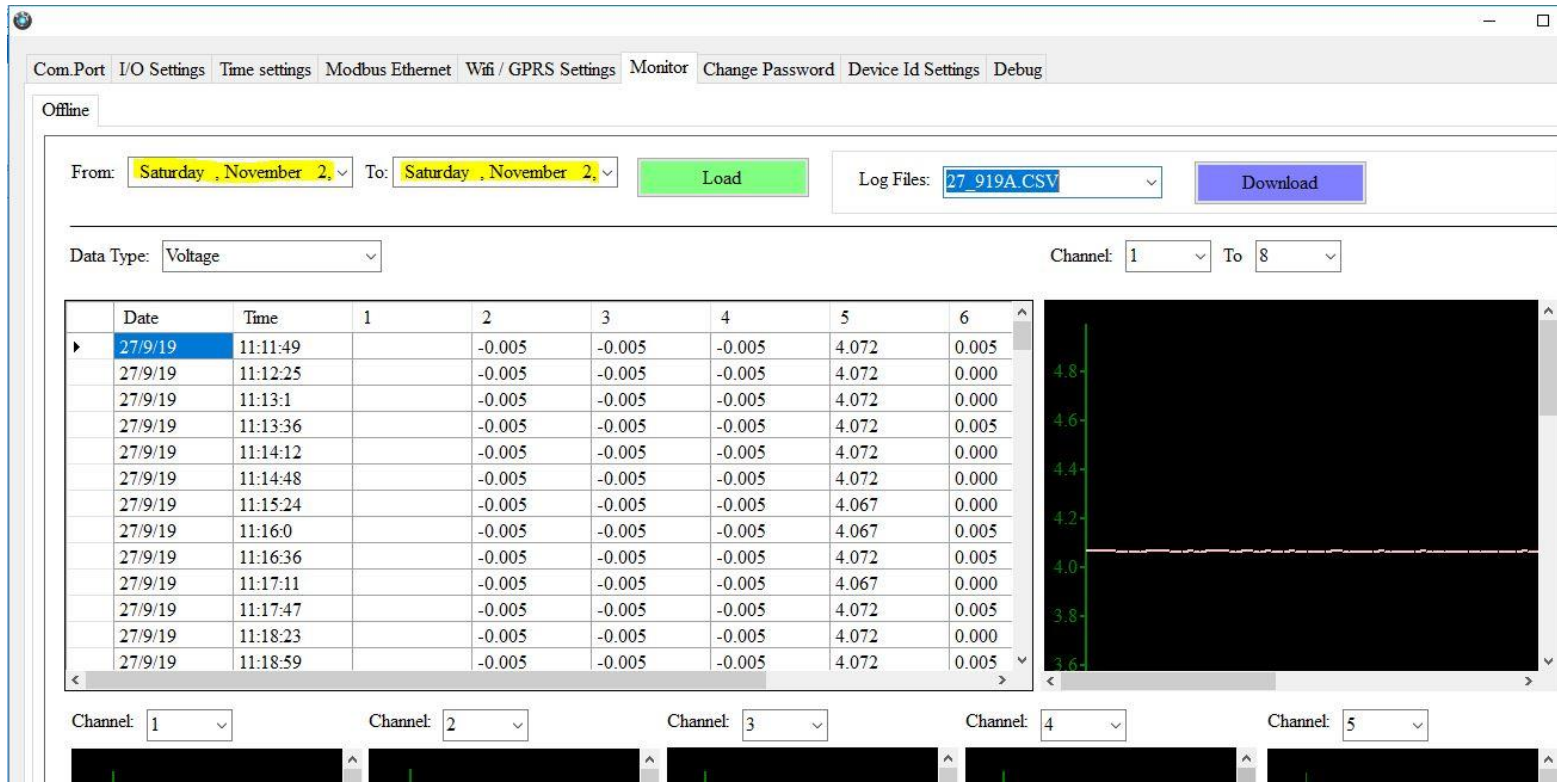 Com.Port I/O Settings Time settings Modbus Ethernet Wifi / GPRS Settings Monitor Change Password Device Id Settings Debug
Offline
From: Saturday , November 2, To: Saturday , November 2, Load Log Files: 27_919A.CSV Download
Data Type: Voltage Channel: 1 To 8
Date Time 1 2 3 4 5 6
27/9/19 11:11:49 -0.005 -0.005 -0.005 4.072 0.005
27/9/19 11:12:25 -0.005 -0.005 -0.005 4.072 0.000
27/9/19 11:13:1 -0.005 -0.005 -0.005 4.072 0.000
27/9/19 11:13:36 -0.005 -0.005 -0.005 4.072 0.005
27/9/19 11:14:12 -0.005 -0.005 -0.005 4.072 0.000
27/9/19 11:14:48 -0.005 -0.005 -0.005 4.072 0.000
27/9/19 11:15:24 -0.005 -0.005 -0.005 4.067 0.000
27/9/19 11:16:0 -0.005 -0.005 -0.005 4.067 0.005
27/9/19 11:16:36 -0.005 -0.005 -0.005 4.072 0.005
27/9/19 11:17:11 -0.005 -0.005 -0.005 4.067 0.000
27/9/19 11:17:47 -0.005 -0.005 -0.005 4.072 0.005
27/9/19 11:18:23 -0.005 -0.005 -0.005 4.072 0.000
27/9/19 11:18:59 -0.005 -0.005 -0.005 4.072 0.005
4.8
4.6
4.4
4.2
4.0
3.8
3.6
Channel: 1 Channel: 2 Channel: 3 Channel: 4 Channel: 5